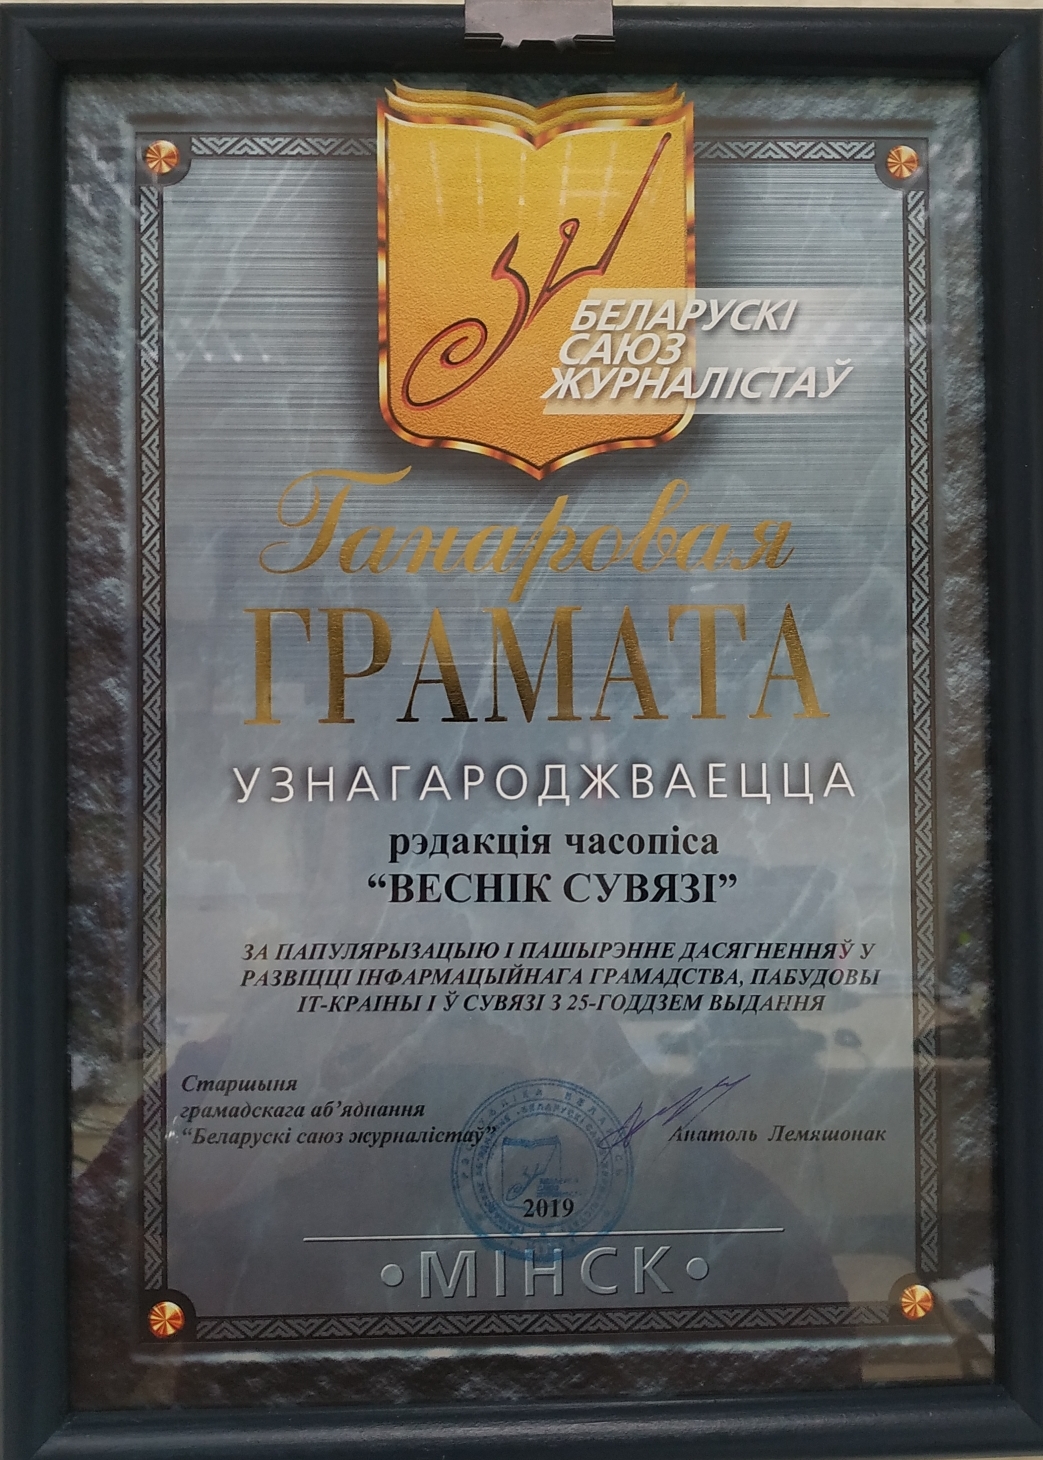 БЕЛАРУСКІ
САЮЗ
ЖУРНАЛІСТАЎ
Ганаровая
ГРАМАТА
УЗНАГАРОДЖВАЕЦЦА
рэдакцыя часопіса
“ВЕСНІК СУВЯЗІ”
ЗА ПАПУЛЯРЫЗАЦЫЮ І ПАШЫРЭННЕ ДАСЯГНЕННЯЎ У
РАЗВІЦЦІ ІНФАРМАЦЫЙНАГА ГРАМАДСТВА, ПАБУДОВЫ
ІТ-КРАІНЫ І Ў СУВЯЗІ З 25-ГОДДЗЕМ ВЫДАННЯ
Старшыня
грамадскага аб’яднання
“Беларускі саюз журналістаў”
Анатоль Лемяшонак
2019
•МІНСК•